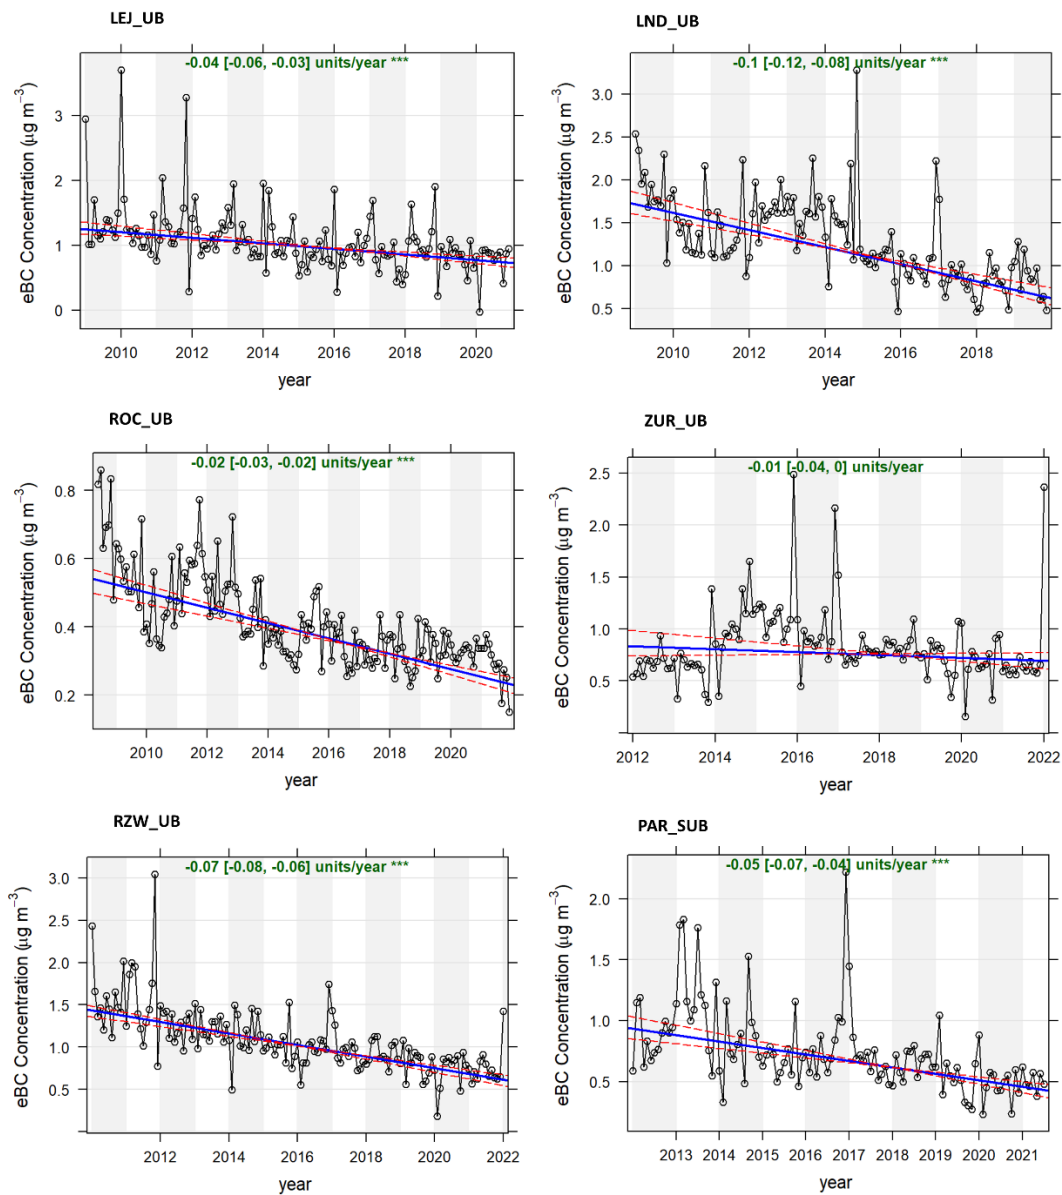 LEJ_UB
-0.04 [-0.06, -0.03] units/year ***
eBC Concentration (μg m−3)
3
2
1
0
2010 2012 2014 2016 2018 2020
year
LND_UB
-0.1 [-0.12, -0.08] units/year ***
eBC Concentration (μg m−3)
3.0
2.5
2.0
1.5
1.0
0.5
2010 2012 2014 2016 2018
year
ROC_UB
-0.02 [-0.03, -0.02] units/year ***
eBC Concentration (μg m−3)
0.8
0.6
0.4
0.2
2010 2012 2014 2016 2018 2020
year
ZUR_UB
-0.01 [-0.04, 0] units/year
eBC Concentration (μg m−3)
2.5
2.0
1.5
1.0
0.5
2012 2014 2016 2018 2020 2022
year
RZW_UB
-0.07 [-0.08, -0.06] units/year ***
eBC Concentration (μg m−3)
3.0
2.5
2.0
1.5
1.0
0.5
2012 2014 2016 2018 2020 2022
year
PAR_SUB
-0.05 [-0.07, -0.04] units/year ***
eBC Concentration (μg m−3)
2.0
1.5
1.0
0.5
2013 2014 2015 2016 2017 2018 2019 2020 2021
year